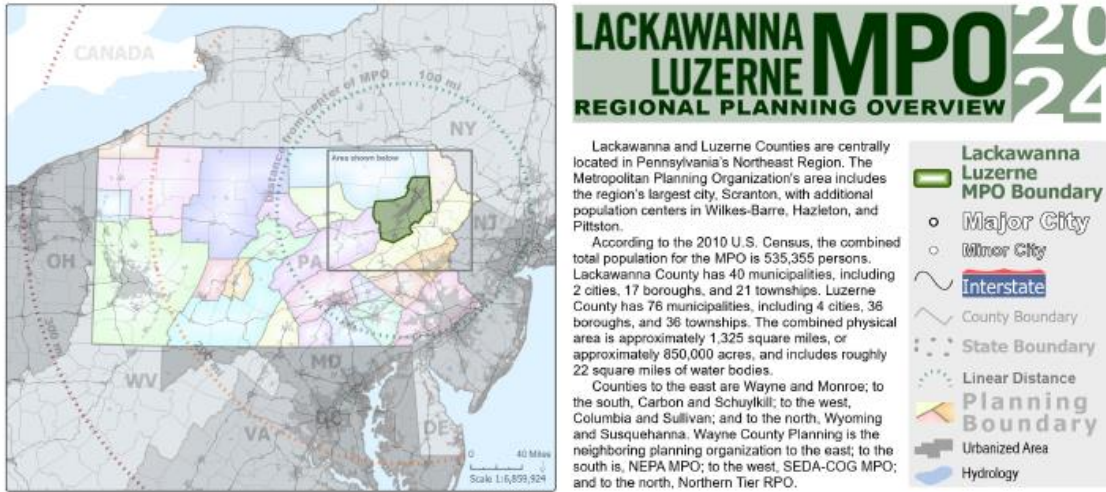 CANADA
Distance from center of MPO
100 mi
NY
Area shown below
NJ
OH
PA
300 mi
MD
WV
DC
VA
DE
0 40 Miles
Scale 1:6,859,924
LACKAWANNA
LUZERNE
MPO
2024
REGIONAL PLANNING OVERVIEW
Lackawanna and Luzerne Counties are centrally
located in Pennsylvania's Northeast Region. The
Metropolitan Planning Organization's area includes
the region's largest city, Scranton, with additional
population centers in Wilkes-Barre, Hazleton, and
Pittston.
According to the 2010 U.S. Census, the combined
total population for the MPO is 535,355 persons.
Lackawanna County has 40 municipalities, including
2 cities, 17 boroughs, and 21 townships. Luzerne
County has 76 municipalities, including 4 cities, 36
boroughs, and 36 townships. The combined physical
area is approximately 1,325 square miles, or
approximately 850,000 acres, and includes roughly
22 square miles of water bodies.
Counties to the east are Wayne and Monroe; to
the south, Carbon and Schuylkill; to the west,
Columbia and Sullivan; and to the north, Wyoming
and Susquehanna. Wayne County Planning is the
neighboring planning organization to the east; to the
south is, NEPA MPO; to the west, SEDA-COG MPO;
and to the north, Northern Tier RPO.
Lackawanna
Luzerne
MPO Boundary
Major City
Minor City
Interstate
County Boundary
State Boundary
Linear Distance
Planning
Boundary
Urbanized Area
Hydrology